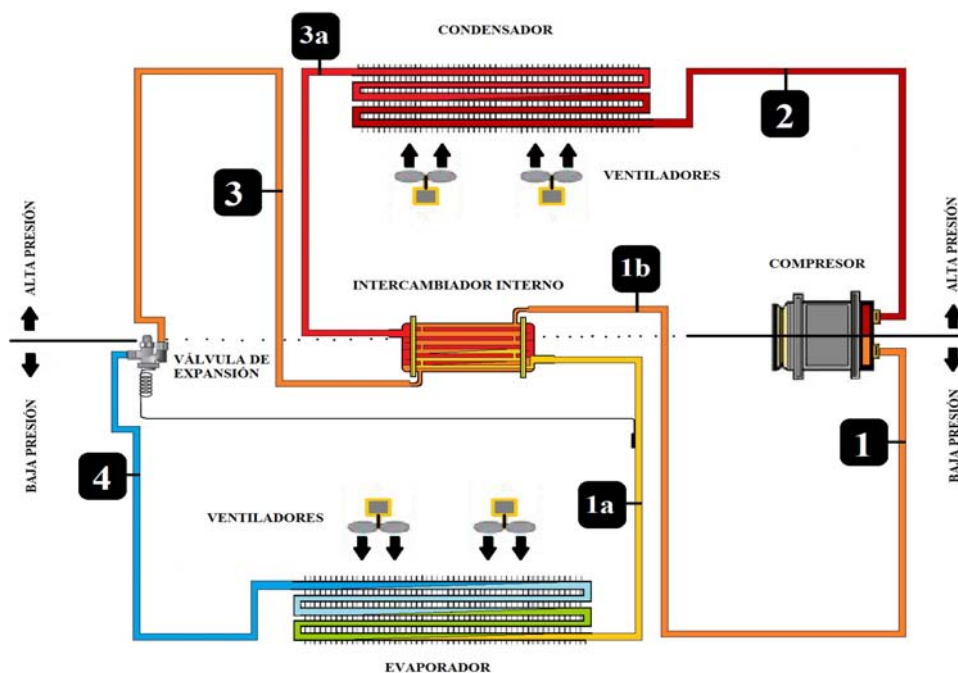 3a
CONDENSADOR
2
3
VENTILADORES
ALTA PRESIÓN
ALTA PRESIÓN
1b
COMPRESOR
INTERCAMBIADOR INTERNO
VÁLVULA DE
EXPANSIÓN
BAJA PRESIÓN
BAJA PRESIÓN
1
4
1a
VENTILADORES
EVAPORADOR